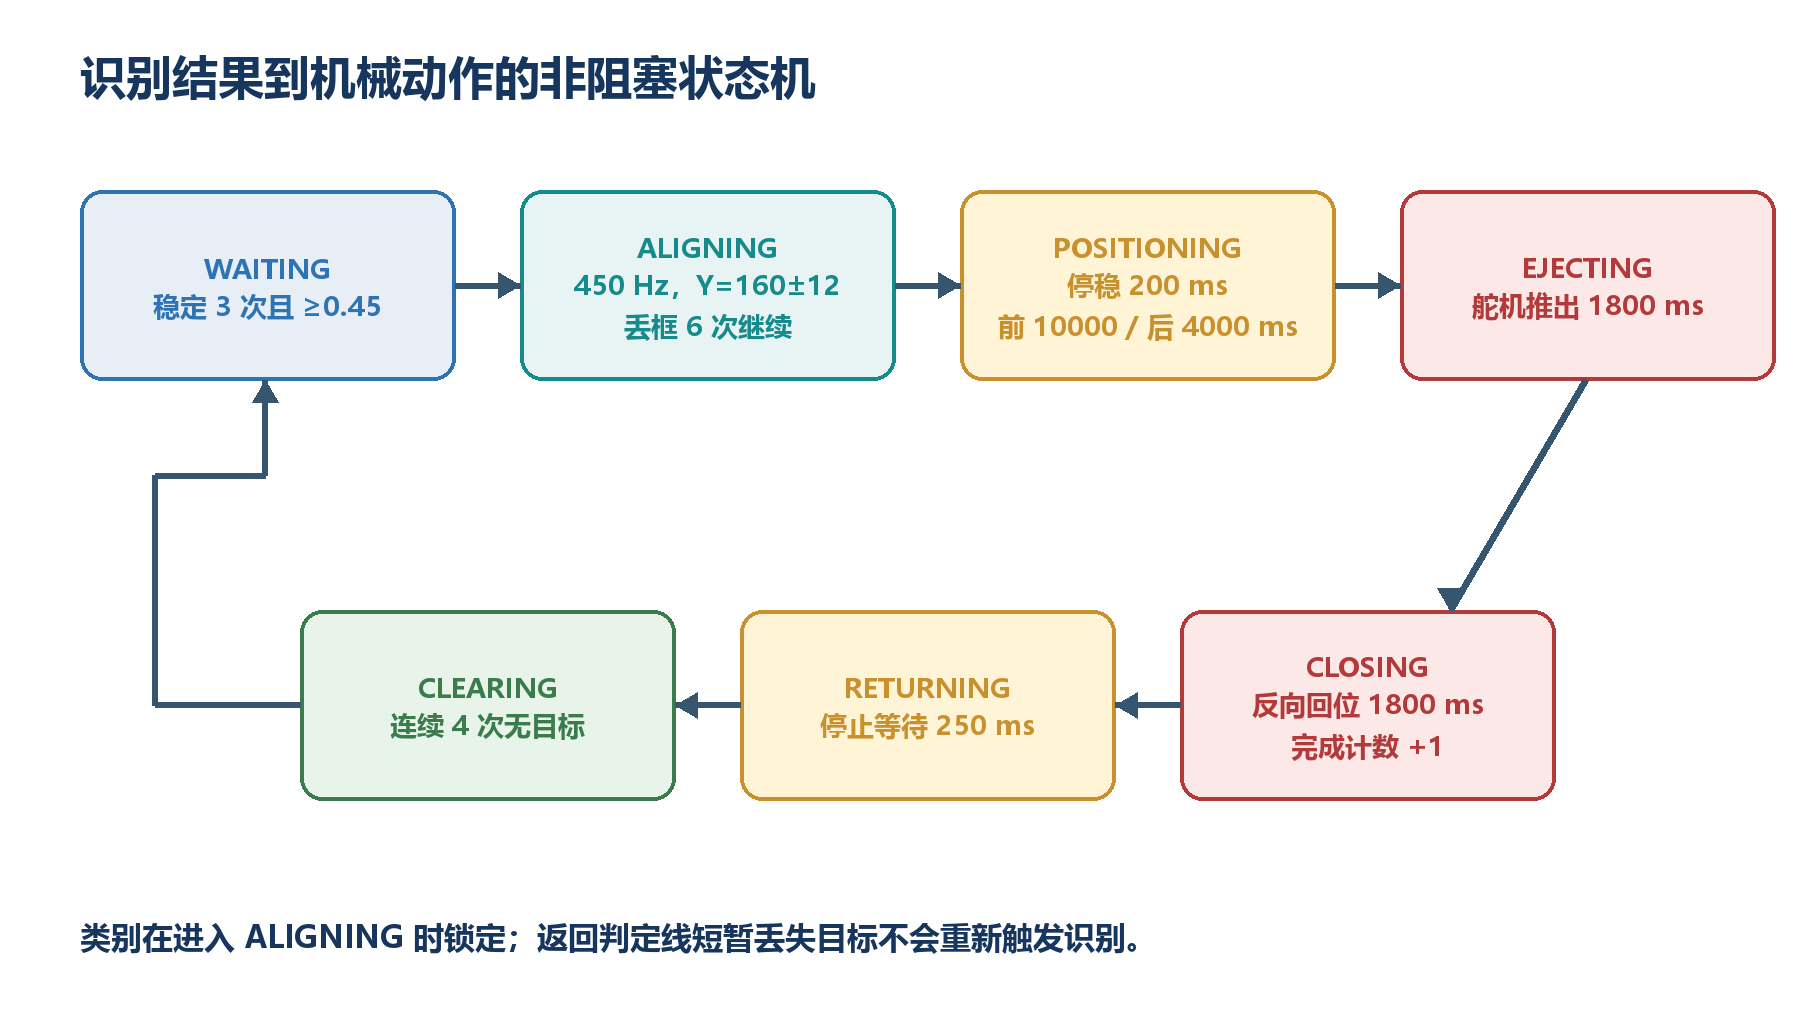 识别结果到机械动作的非阻塞状态机
WAITING
稳定 3 次且 ≥0.45
ALIGNING
450 Hz，Y=160±12
丢框 6 次继续
POSITIONING
停稳 200 ms
前 10000 / 后 4000 ms
EJECTING
舵机推出 1800 ms
CLEARING
连续 4 次无目标
RETURNING
停止等待 250 ms
CLOSING
反向回位 1800 ms
完成计数 +1
类别在进入 ALIGNING 时锁定；返回判定线短暂丢失目标不会重新触发识别。